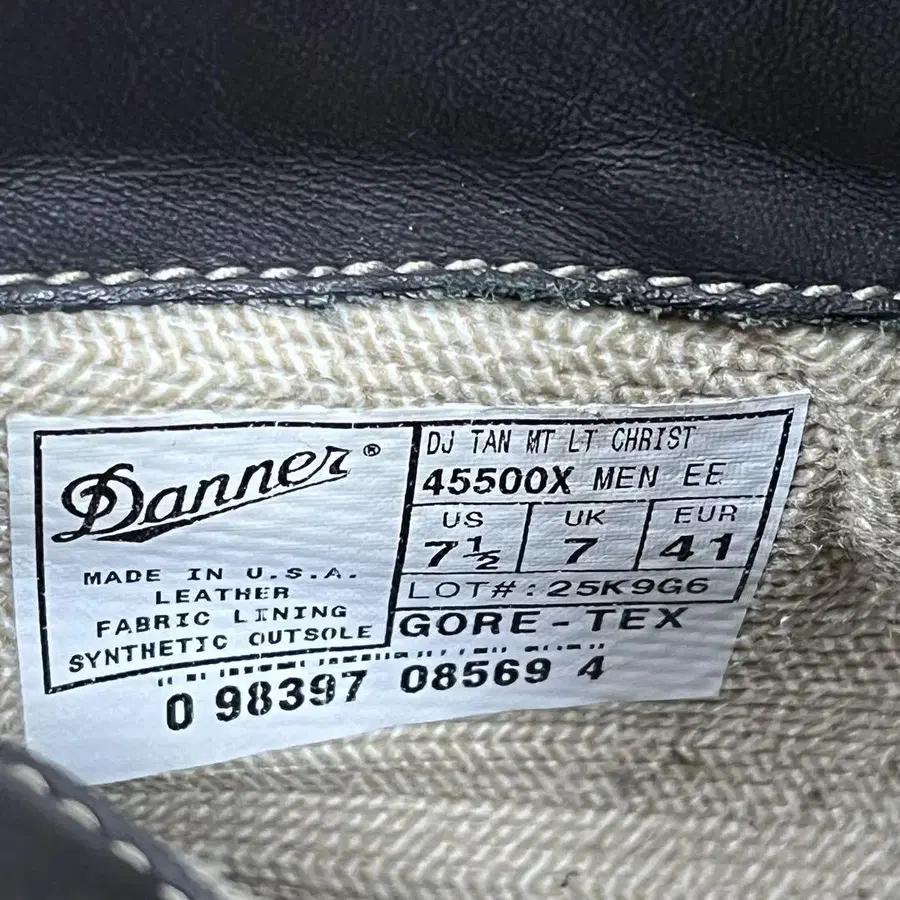 Danner®
MADE IN U.S.A.
LEATHER
FABRIC LINING
SYNTHETIC OUTSOLE
DJ TAN MT LT CHRIST
45500X MEN EE
US UK EUR
7½ 7 41
LOT#:25K9G6
GORE-TEX
0 98397 08569 4